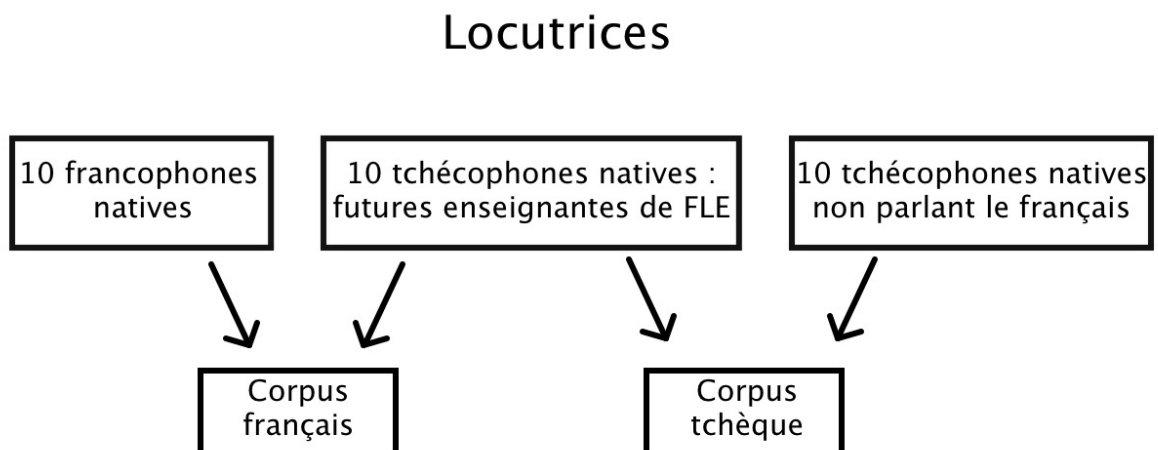 Locutrices
10 francophones
natives
10 tchécophones natives :
futures enseignantes de FLE
10 tchécophones natives
non parlant le français
Corpus
français
Corpus
tchèque